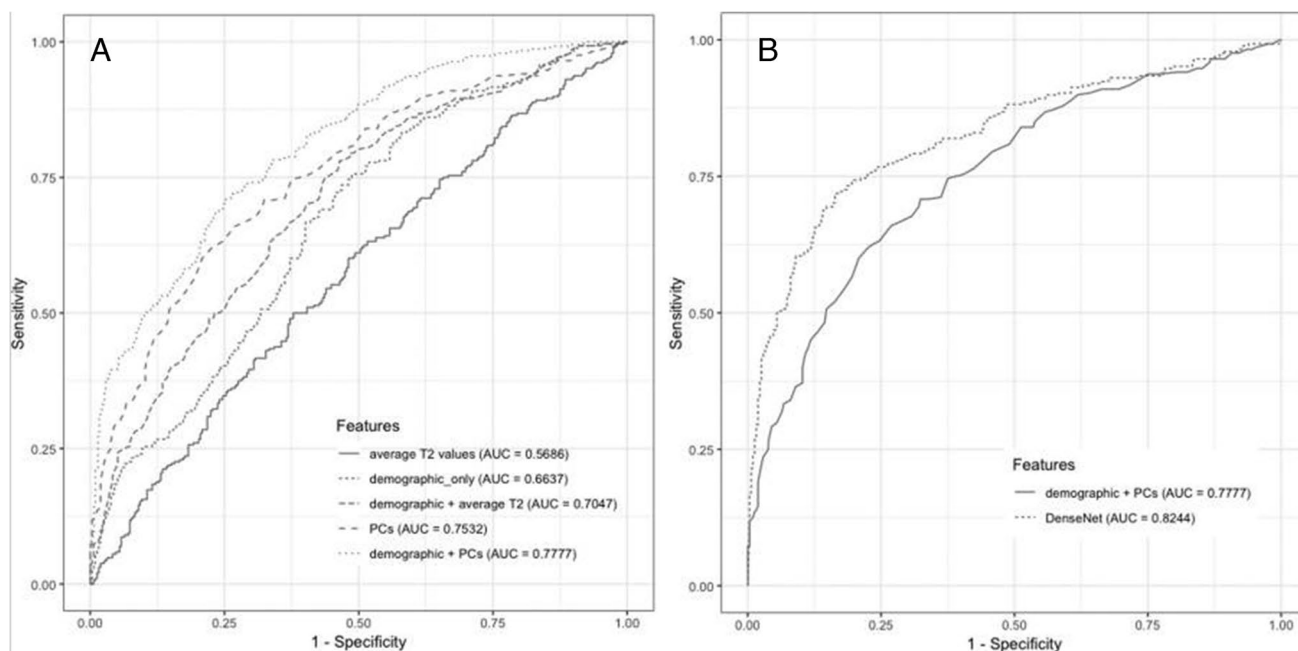 A
1.00
0.75
0.50
0.25
0.00
Sensitivity
Features
average T2 values (AUC = 0.5686)
demographic_only (AUC = 0.6637)
demographic + average T2 (AUC = 0.7047)
PCs (AUC = 0.7532)
demographic + PCs (AUC = 0.7777)
0.00 0.25 0.50 0.75 1.00
1 - Specificity
B
1.00
0.75
0.50
0.25
0.00
Sensitivity
Features
demographic + PCs (AUC = 0.7777)
DenseNet (AUC = 0.8244)
0.00 0.25 0.50 0.75 1.00
1 - Specificity